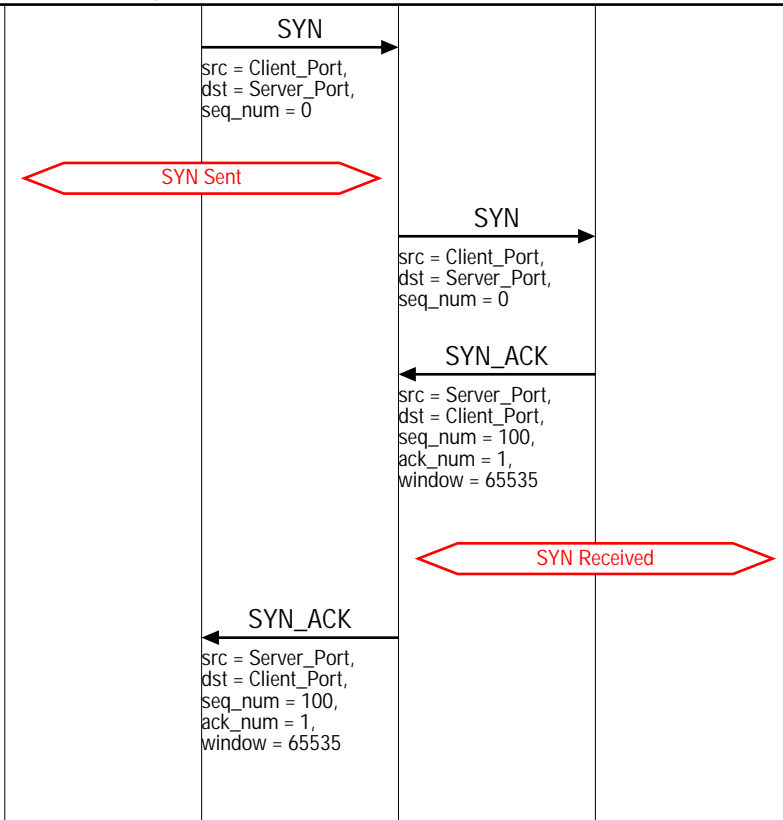 SYN
src = Client_Port,
dst = Server_Port,
seq_num = 0
SYN Sent
SYN
src = Client_Port,
dst = Server_Port,
seq_num = 0
SYN_ACK
src = Server_Port,
dst = Client_Port,
seq_num = 100,
ack_num = 1,
window = 65535
SYN Received
SYN_ACK
src = Server_Port,
dst = Client_Port,
seq_num = 100,
ack_num = 1,
window = 65535